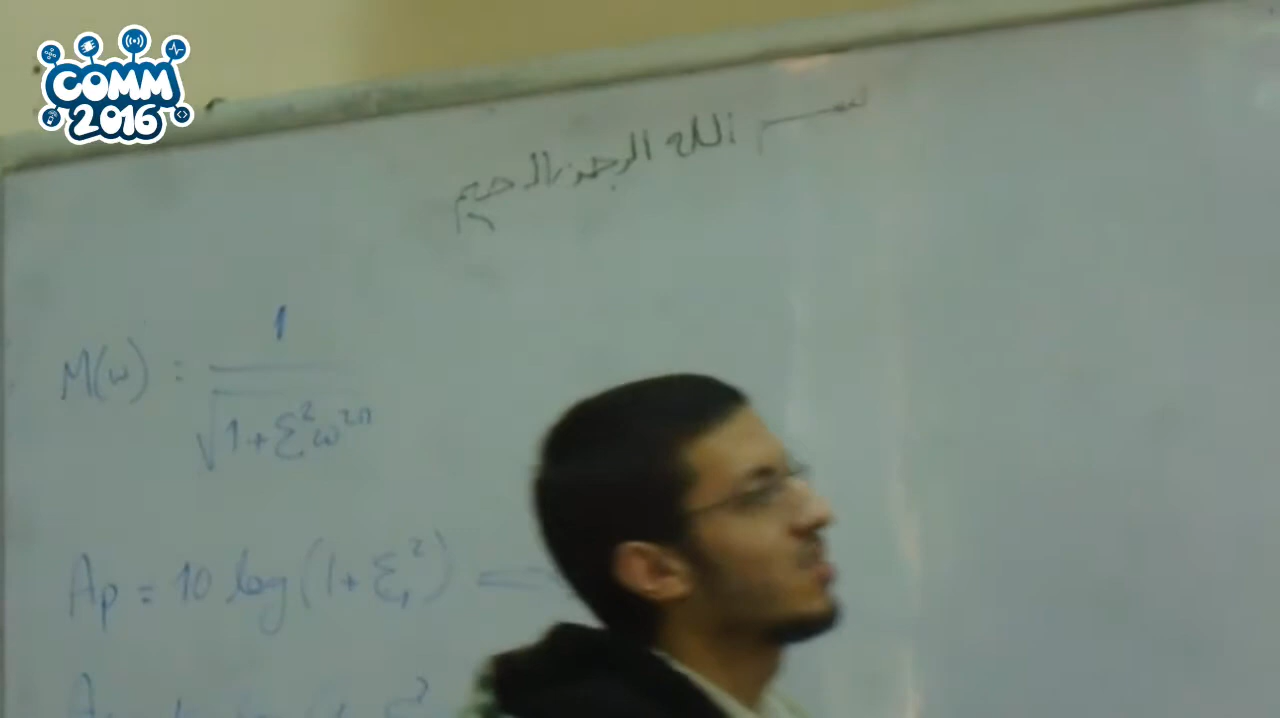 COMM
2016
بسم الله الرحمن الرحيم
M(ω) = 1 / √(1 + ε²ω²ⁿ)
Ap = 10 log (1 + ε₁²)